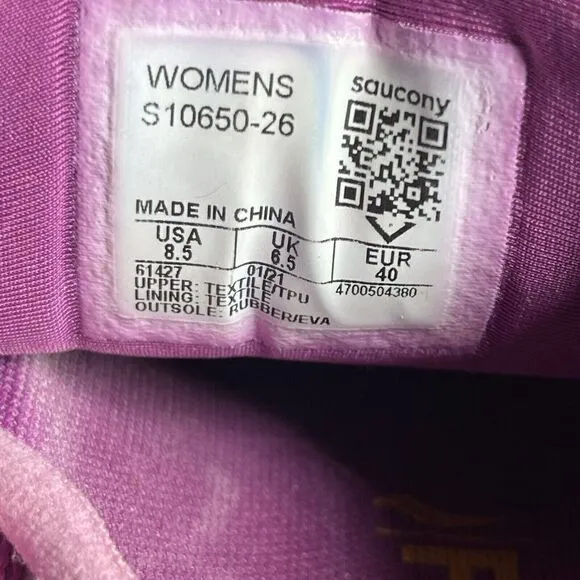 WOMENS
S10650-26
saucony
MADE IN CHINA
USA UK EUR
8.5 6.5 40
61427 01/21 4700504380
UPPER: TEXTILE/TPU
LINING: TEXTILE
OUTSOLE: RUBBER/EVA